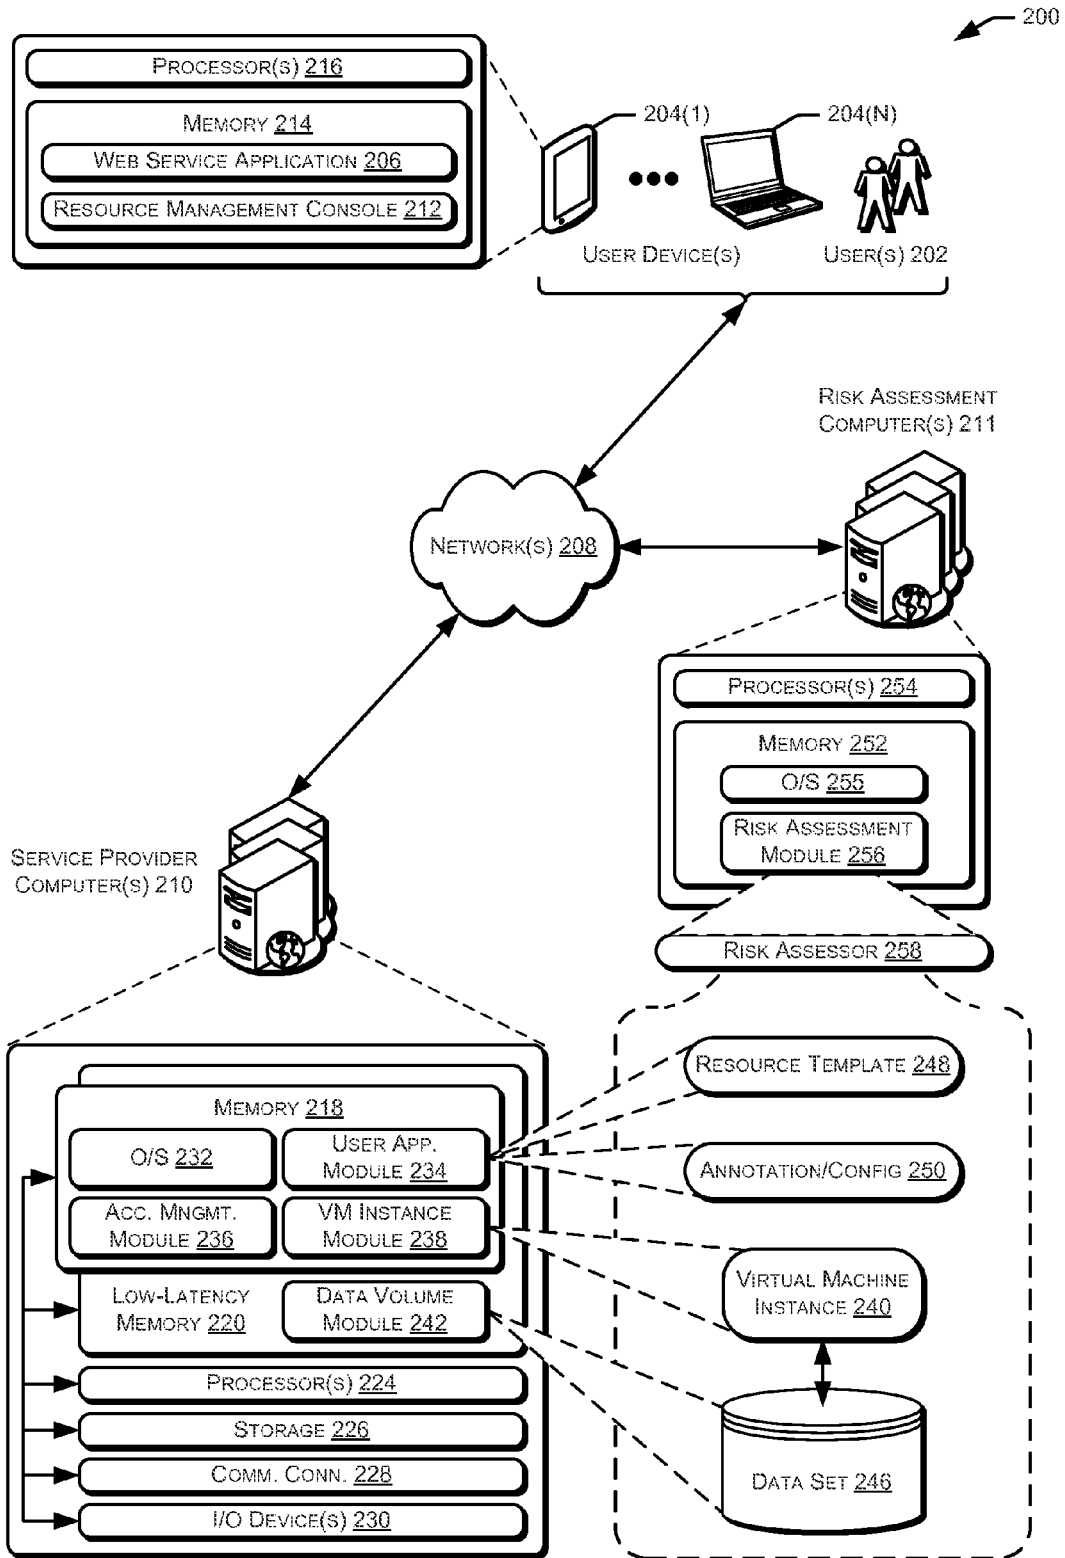 200
PROCESSOR(S) 216
MEMORY 214
WEB SERVICE APPLICATION 206
RESOURCE MANAGEMENT CONSOLE 212
204(1)
204(N)
USER DEVICE(S)
USER(S) 202
RISK ASSESSMENT
COMPUTER(S) 211
NETWORK(S) 208
PROCESSOR(S) 254
MEMORY 252
O/S 255
RISK ASSESSMENT
MODULE 256
RISK ASSESSOR 258
SERVICE PROVIDER
COMPUTER(S) 210
MEMORY 218
O/S 232
USER APP.
MODULE 234
ACC. MNGMT.
MODULE 236
VM INSTANCE
MODULE 238
LOW-LATENCY
MEMORY 220
DATA VOLUME
MODULE 242
PROCESSOR(S) 224
STORAGE 226
COMM. CONN. 228
I/O DEVICE(S) 230
RESOURCE TEMPLATE 248
ANNOTATION/CONFIG 250
VIRTUAL MACHINE
INSTANCE 240
DATA SET 246